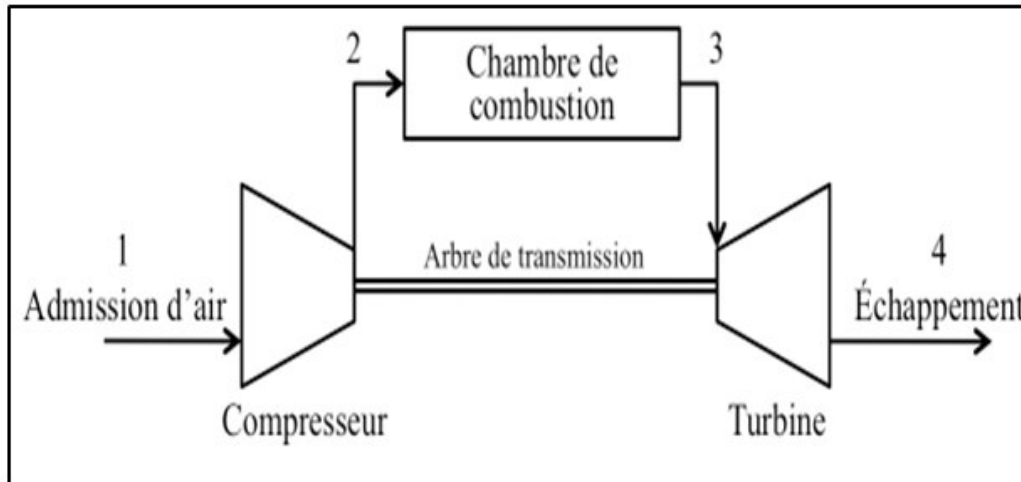 2
Chambre de
combustion
3
1
Admission d’air
Arbre de transmission
4
Échappement
Compresseur
Turbine